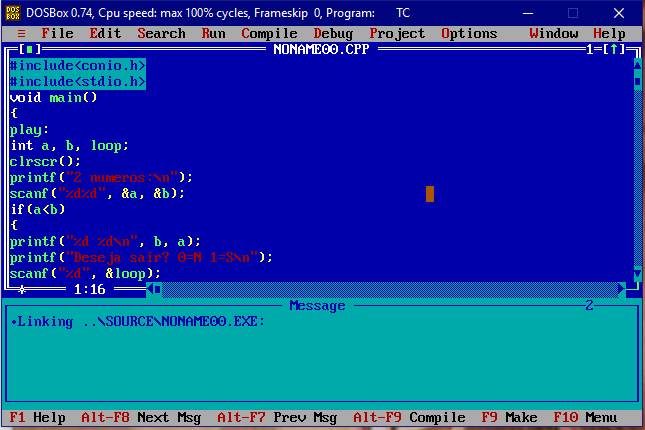 DOS BOX DOSBox 0.74, Cpu speed: max 100% cycles, Frameskip 0, Program: TC
≡ File Edit Search Run Compile Debug Project Options Window Help
[■] NONAME00.CPP 1=[↑]
#include<conio.h>
#include<stdio.h>
void main()
{
play:
int a, b, loop;
clrscr();
printf("2 numeros:\n");
scanf("%d%d", &a, &b);
if(a<b)
{
printf("%d %d\n", b, a);
printf("Deseja sair? 0=N 1=S\n");
scanf("%d", &loop);
1:16
Message 2
•Linking ..\SOURCE\NONAME00.EXE:
F1 Help Alt-F8 Next Msg Alt-F7 Prev Msg Alt-F9 Compile F9 Make F10 Menu